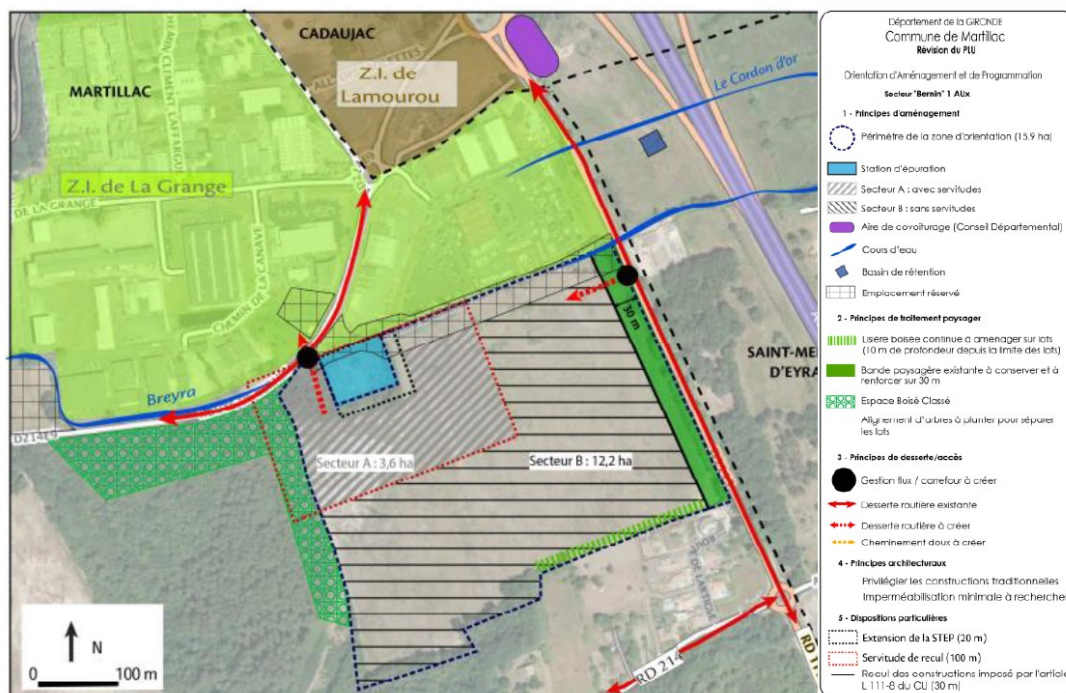 CADAUJAC
Z.I. de
Lamourou
MARTILLAC
CHEMIN CLEMENT LAFFARGUE
Z.I. de La Grange
DE LA GRANGE
CHEMIN DE LA CANAVE
Le Cordon d'or
30 m
SAINT-ME
D'EYRA
Breyra
Secteur A : 3,6 ha
Secteur B : 12,2 ha
RD 214
RD 11
N
0 100 m
Département de la GIRONDE
Commune de Martillac
Révision du PLU
Orientation d'Aménagement et de Programmation
Secteur "Bernin" 1 AUx
1 - Principes d'aménagement
Périmètre de la zone d'orientation (15.9 ha)
Station d'épuration
Secteur A : avec servitudes
Secteur B : sans servitudes
Aire de covoiturage (Conseil Départemental)
Cours d'eau
Bassin de rétention
Emplacement réservé
2 - Principes de traitement paysager
Lisère boisée continue à aménager sur lots
(10 m de profondeur depuis la limite des lots)
Bande paysagère existante à conserver et à
renforcer sur 30 m
Espace Boisé Classé
Alignement d'arbres à planter pour séparer
les lots
3 - Principes de desserte/accès
Gestion flux / carrefour à créer
Desserte routière existante
Desserte routière à créer
Cheminement doux à créer
4 - Principes architecturaux
Privilégier les constructions traditionnelles
Imperméabilisation minimale à rechercher
5 - Dispositions particulières
Extension de la STEP (20 m)
Servitude de recul (100 m)
Recul des constructions imposé par l'article
L 111-8 du CU (30 m)